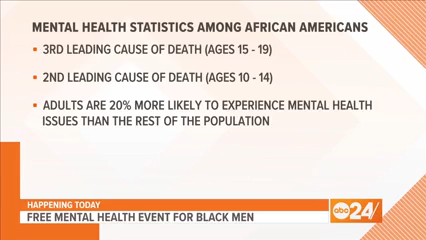 MENTAL HEALTH STATISTICS AMONG AFRICAN AMERICANS
▪ 3RD LEADING CAUSE OF DEATH (AGES 15 - 19)
▪ 2ND LEADING CAUSE OF DEATH (AGES 10 - 14)
▪ ADULTS ARE 20% MORE LIKELY TO EXPERIENCE MENTAL HEALTH
ISSUES THAN THE REST OF THE POPULATION
HAPPENING TODAY
FREE MENTAL HEALTH EVENT FOR BLACK MEN
abc 24